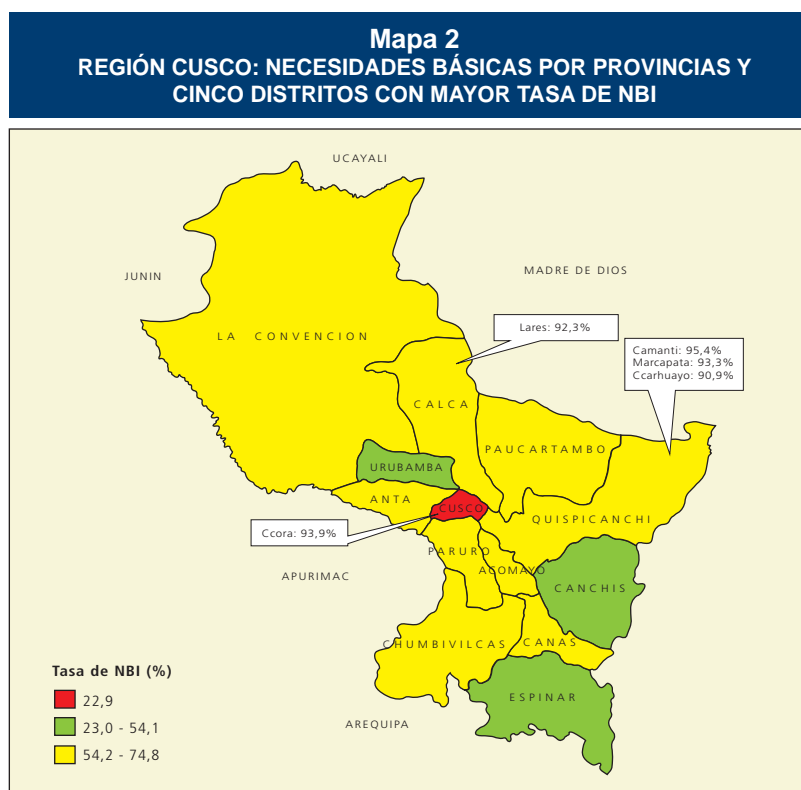 Mapa 2
REGIÓN CUSCO: NECESIDADES BÁSICAS POR PROVINCIAS Y
CINCO DISTRITOS CON MAYOR TASA DE NBI
UCAYALI
JUNIN
MADRE DE DIOS
LA CONVENCION
Lares: 92,3%
Camanti: 95,4%
Marcapata: 93,3%
Ccarhuayo: 90,9%
CALCA
PAUCARTAMBO
URUBAMBA
ANTA
CUSCO
QUISPICANCHI
Ccora: 93,9%
PARURO
ACOMAYO
APURIMAC
CANCHIS
CHUMBIVILCAS
CANAS
ESPINAR
AREQUIPA
Tasa de NBI (%)
22,9
23,0 - 54,1
54,2 - 74,8